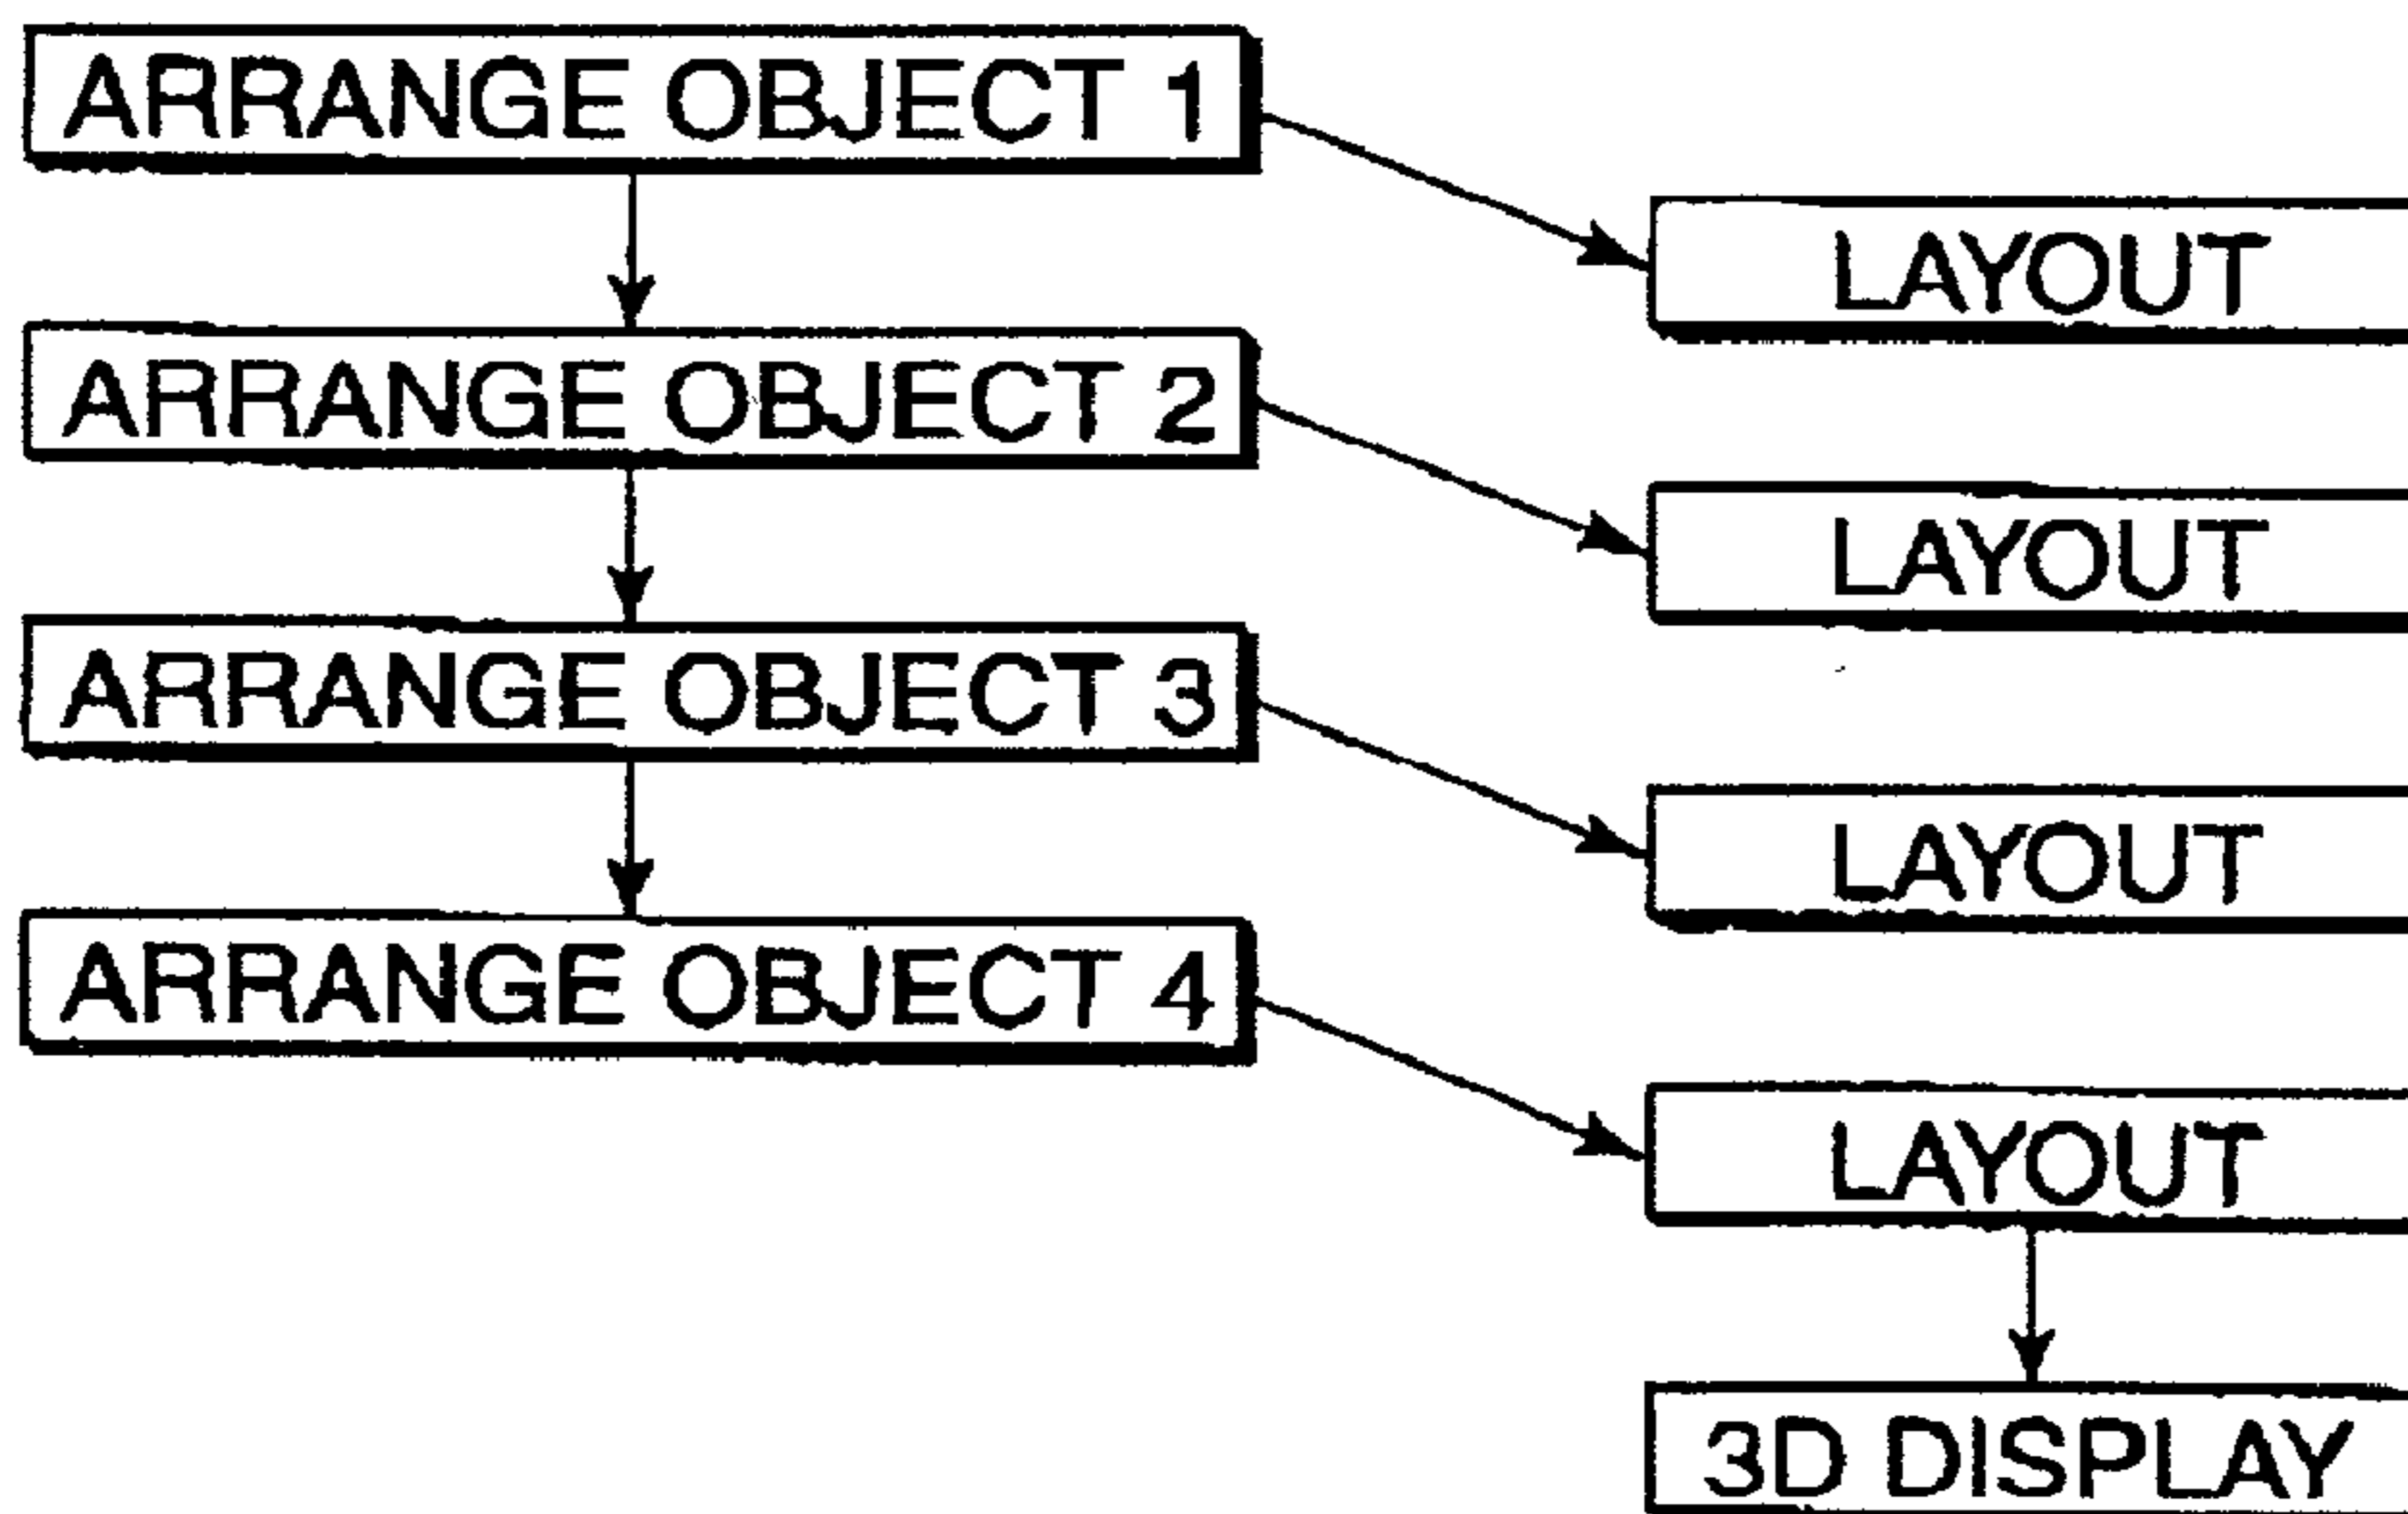 ARRANGE OBJECT 1
LAYOUT
ARRANGE OBJECT 2
LAYOUT
ARRANGE OBJECT 3
LAYOUT
ARRANGE OBJECT 4
LAYOUT
3D DISPLAY